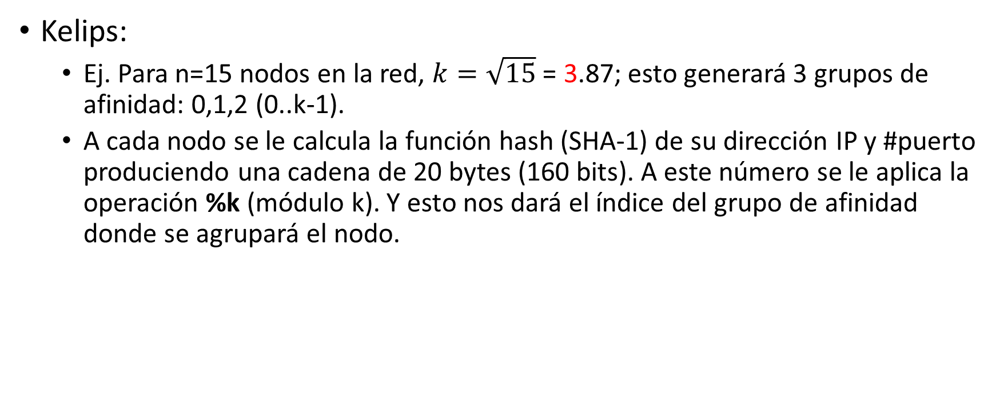 • Kelips:
• Ej. Para n=15 nodos en la red, k = √15 = 3.87; esto generará 3 grupos de
afinidad: 0,1,2 (0..k-1).
• A cada nodo se le calcula la función hash (SHA-1) de su dirección IP y #puerto
produciendo una cadena de 20 bytes (160 bits). A este número se le aplica la
operación %k (módulo k). Y esto nos dará el índice del grupo de afinidad
donde se agrupará el nodo.